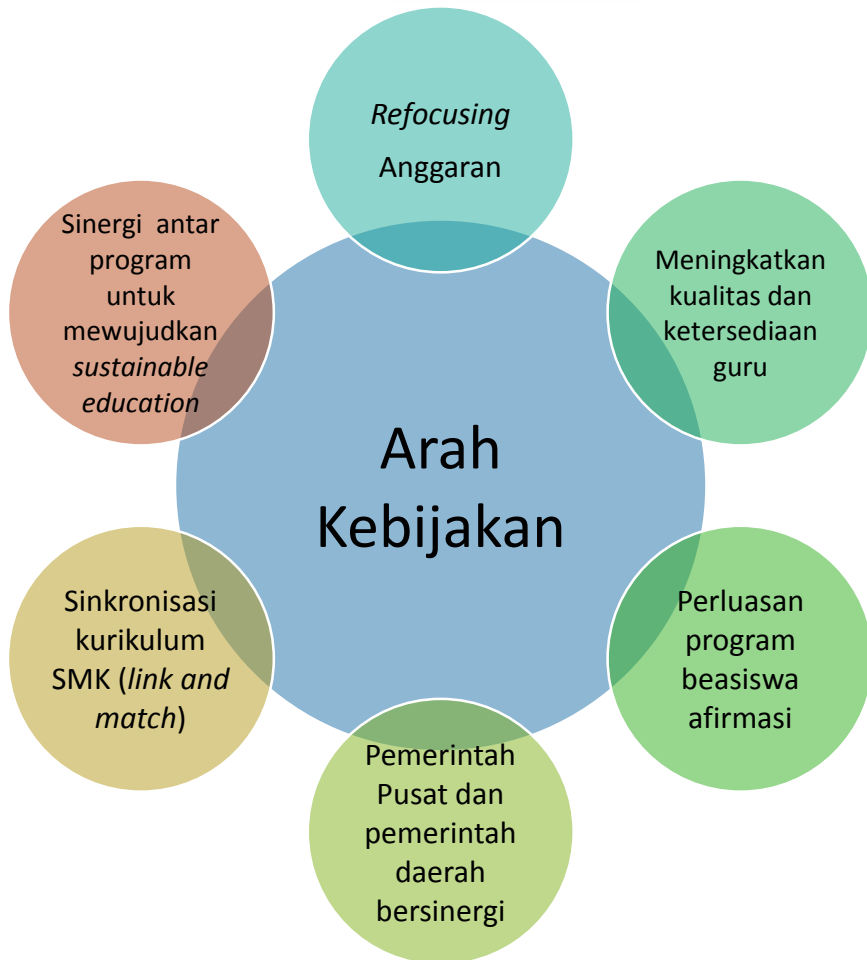 Refocusing
Anggaran
Meningkatkan
kualitas dan
ketersediaan
guru
Perluasan
program
beasiswa
afirmasi
Pemerintah
Pusat dan
pemerintah
daerah
bersinergi
Sinkronisasi
kurikulum
SMK (link and
match)
Sinergi antar
program
untuk
mewujudkan
sustainable
education
Arah
Kebijakan